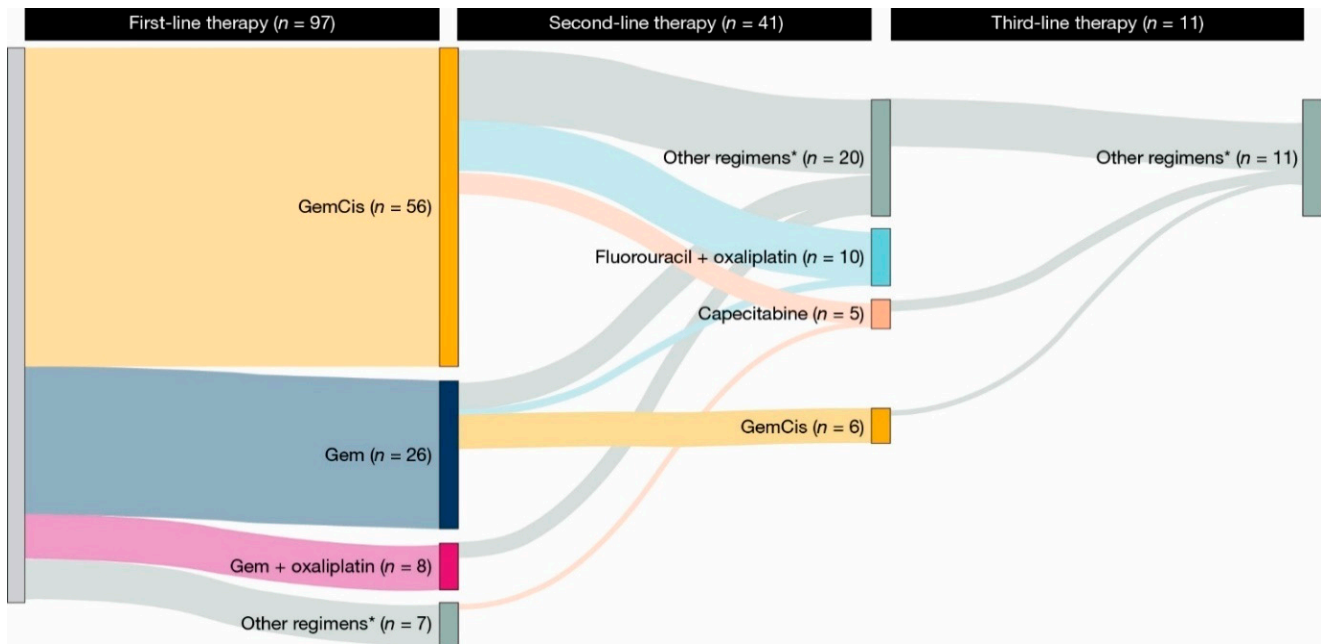 First-line therapy (n = 97)
Second-line therapy (n = 41)
Third-line therapy (n = 11)
GemCis (n = 56)
Gem (n = 26)
Gem + oxaliplatin (n = 8)
Other regimens* (n = 7)
Other regimens* (n = 20)
Fluorouracil + oxaliplatin (n = 10)
Capecitabine (n = 5)
GemCis (n = 6)
Other regimens* (n = 11)